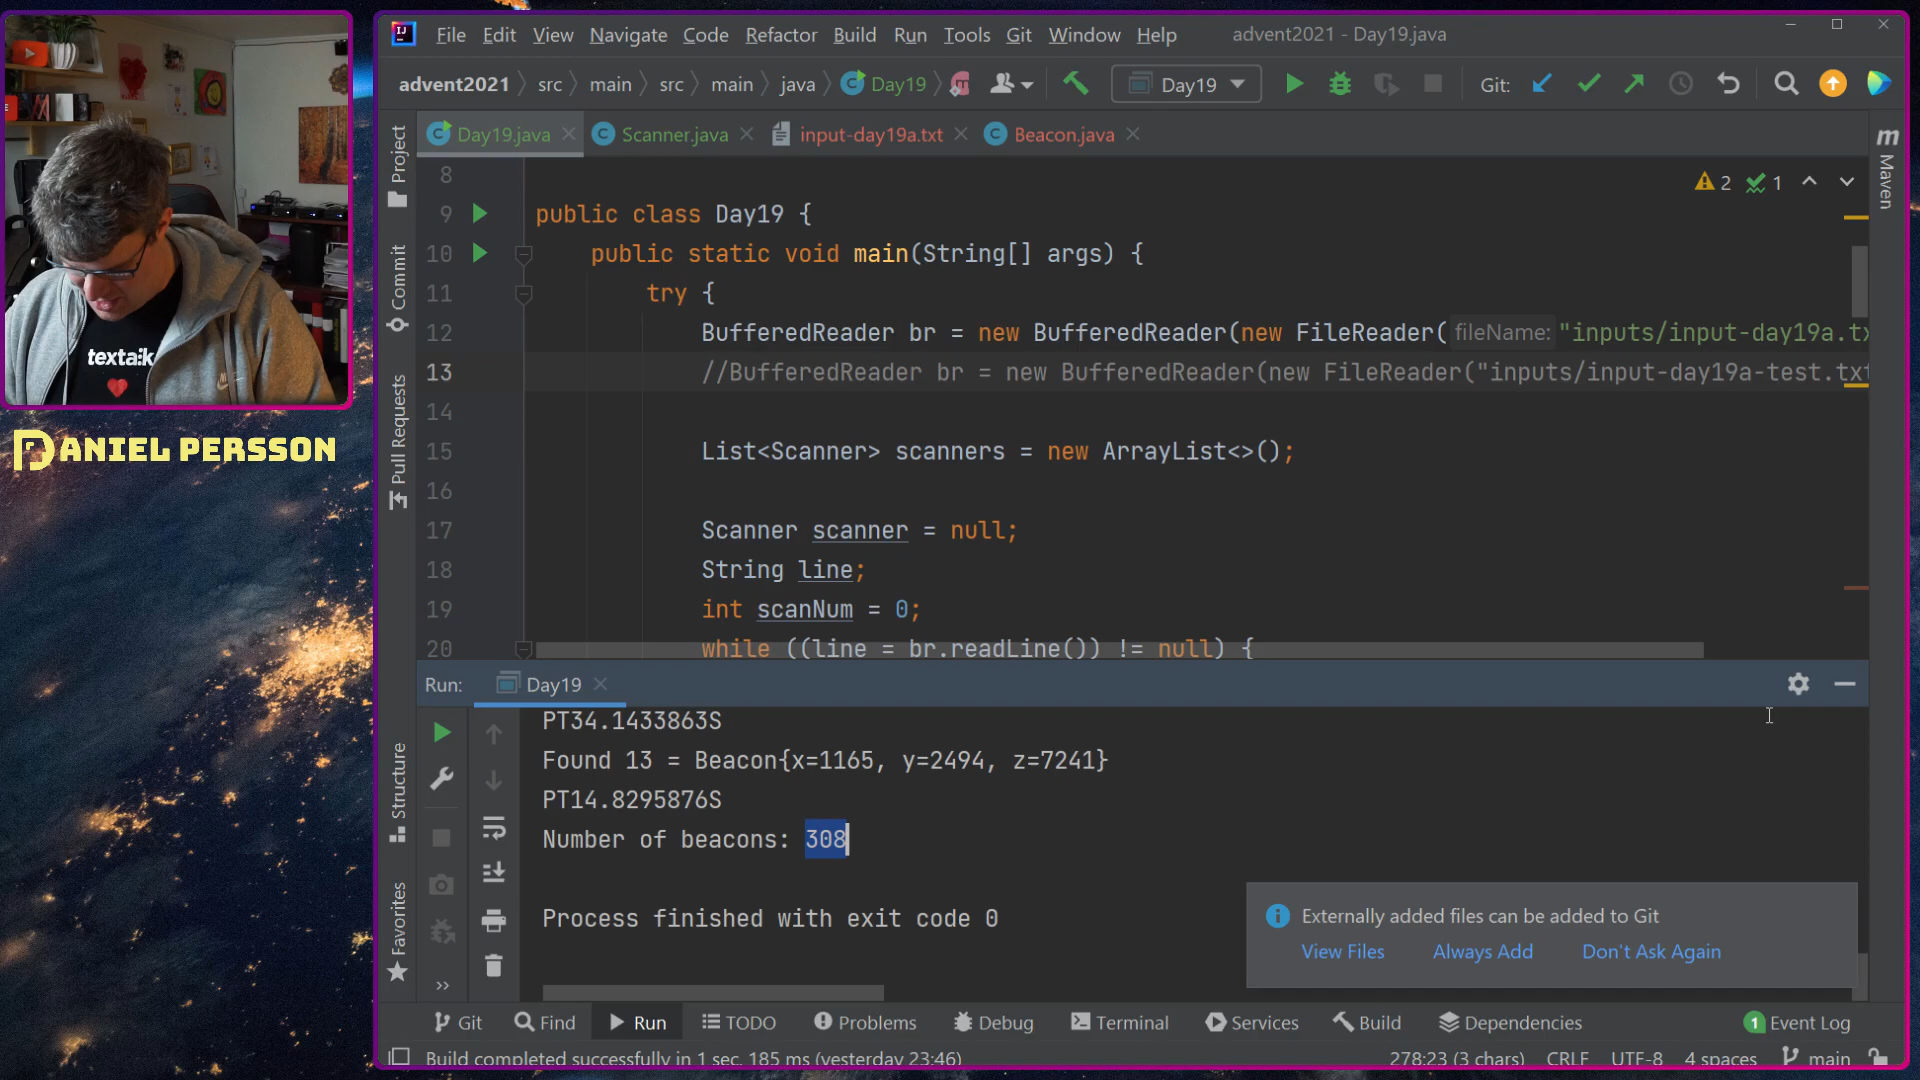 File Edit View Navigate Code Refactor Build Run Tools Git Window Help advent2021 - Day19.java
advent2021 src main src main java Day19 Day19 Git:
Day19.java Scanner.java input-day19a.txt Beacon.java
8
2 1
9 public class Day19 {
10 public static void main(String[] args) {
11 try {
12 BufferedReader br = new BufferedReader(new FileReader( fileName: "inputs/input-day19a.tx
13 //BufferedReader br = new BufferedReader(new FileReader("inputs/input-day19a-test.txt
14
15 List<Scanner> scanners = new ArrayList<>();
16
17 Scanner scanner = null;
18 String line;
19 int scanNum = 0;
20 while ((line = br.readLine()) != null) {
Project
Commit
Pull Requests
Structure
Favorites
m Maven
textalk
DANIEL PERSSON
Run: Day19
PT34.1433863S
Found 13 = Beacon{x=1165, y=2494, z=7241}
PT14.8295876S
Number of beacons: 308
Process finished with exit code 0
Externally added files can be added to Git
View Files Always Add Don't Ask Again
Git Find Run TODO Problems Debug Terminal Services Build Dependencies 1 Event Log
Build completed successfully in 1 sec, 185 ms (yesterday 23:46) 278:23 (3 chars) CRLF UTF-8 4 spaces main